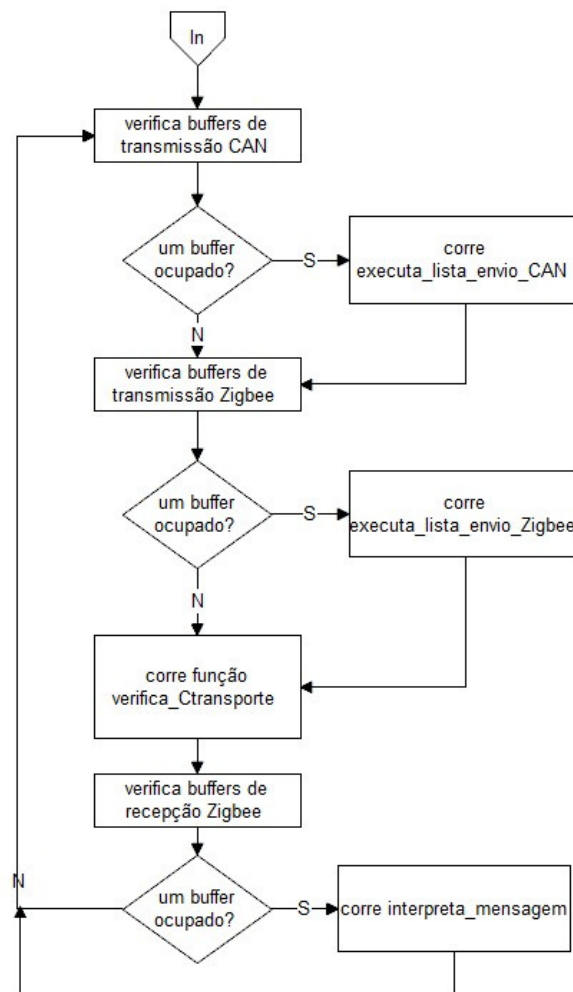 In
verifica buffers de
transmissão CAN
um buffer
ocupado?
S
corre
executa_lista_envio_CAN
N
verifica buffers de
transmissão Zigbee
um buffer
ocupado?
S
corre
executa_lista_envio_Zigbee
N
corre função
verifica_Ctransporte
verifica buffers de
recepção Zigbee
N
um buffer
ocupado?
S
corre interpreta_mensagem